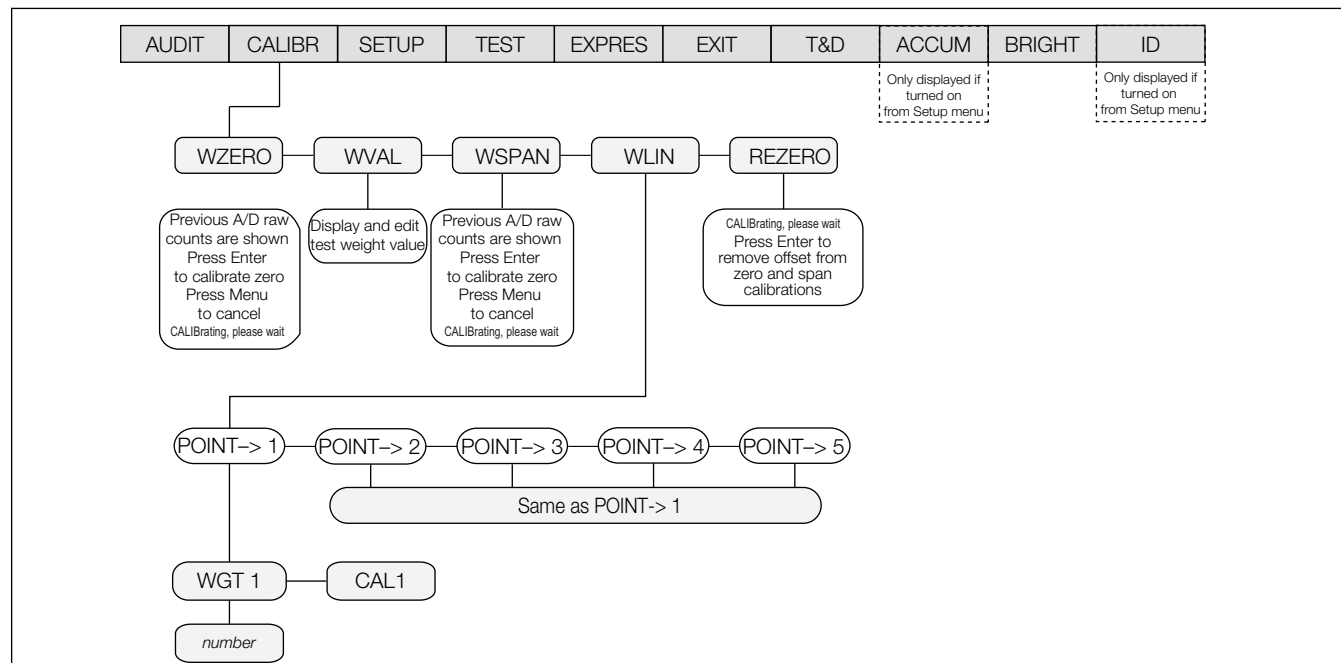 AUDIT CALIBR SETUP TEST EXPRES EXIT T&D ACCUM BRIGHT ID
Only displayed if
turned on
from Setup menu
Only displayed if
turned on
from Setup menu
WZERO WVAL WSPAN WLIN REZERO
Previous A/D raw
counts are shown
Press Enter
to calibrate zero
Press Menu
to cancel
CALIBrating, please wait
Display and edit
test weight value
Previous A/D raw
counts are shown
Press Enter
to calibrate zero
Press Menu
to cancel
CALIBrating, please wait
CALIBrating, please wait
Press Enter to
remove offset from
zero and span
calibrations
POINT–> 1 POINT–> 2 POINT–> 3 POINT–> 4 POINT–> 5
Same as POINT-> 1
WGT 1 CAL1
number